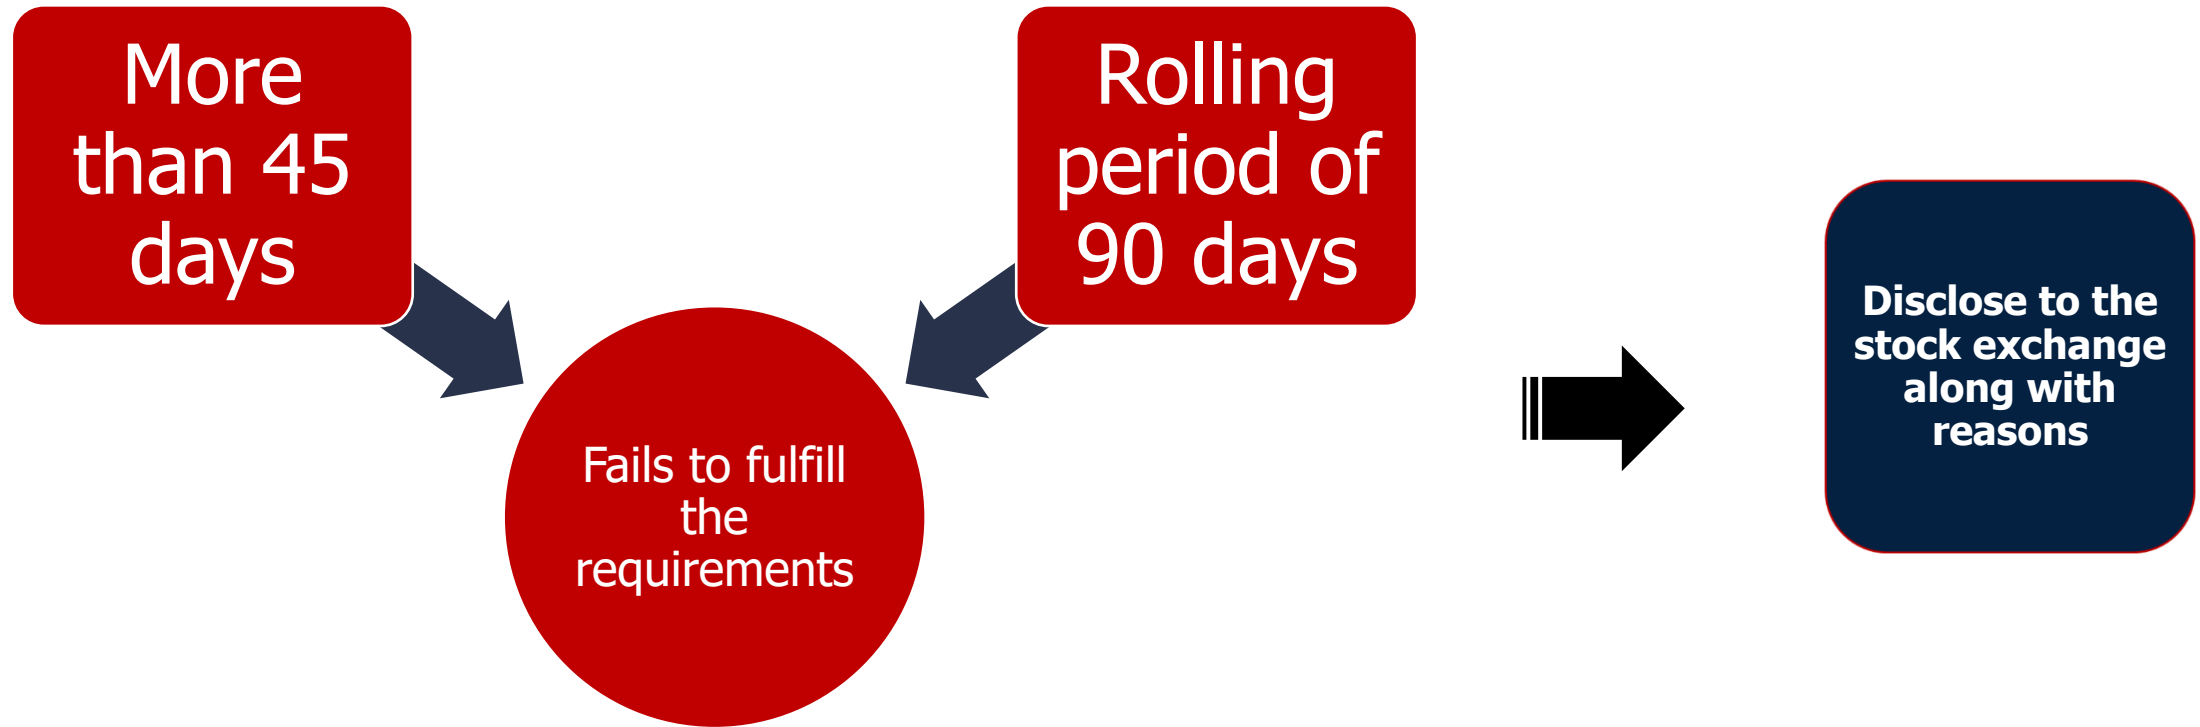 More
than 45
days
Rolling
period of
90 days
Fails to fulfill
the
requirements
Disclose to the
stock exchange
along with
reasons